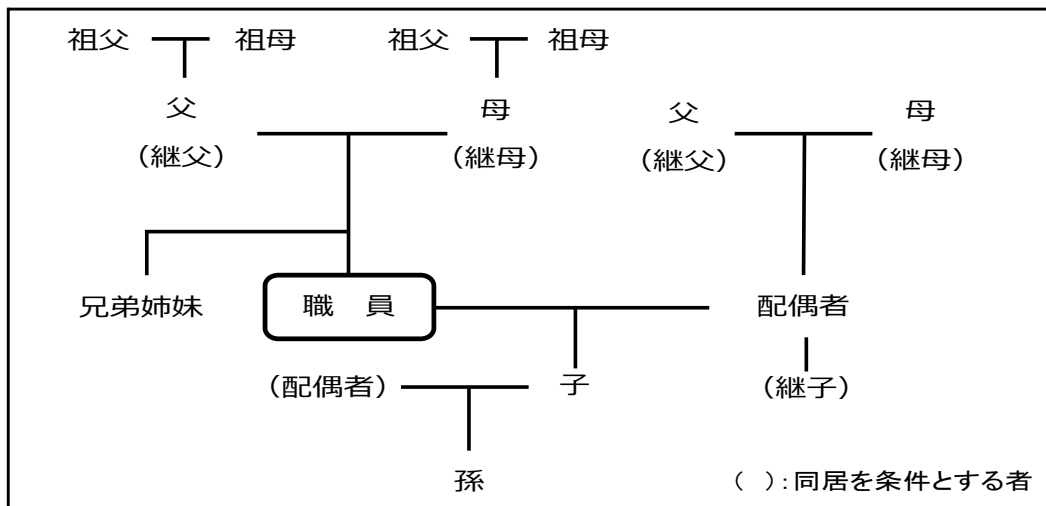 祖父 祖母 祖父 祖母
父 母 父 母
(継父) (継母) (継父) (継母)
兄弟姉妹 職 員 配偶者
(配偶者) 子 (継子)
孫 ( ):同居を条件とする者